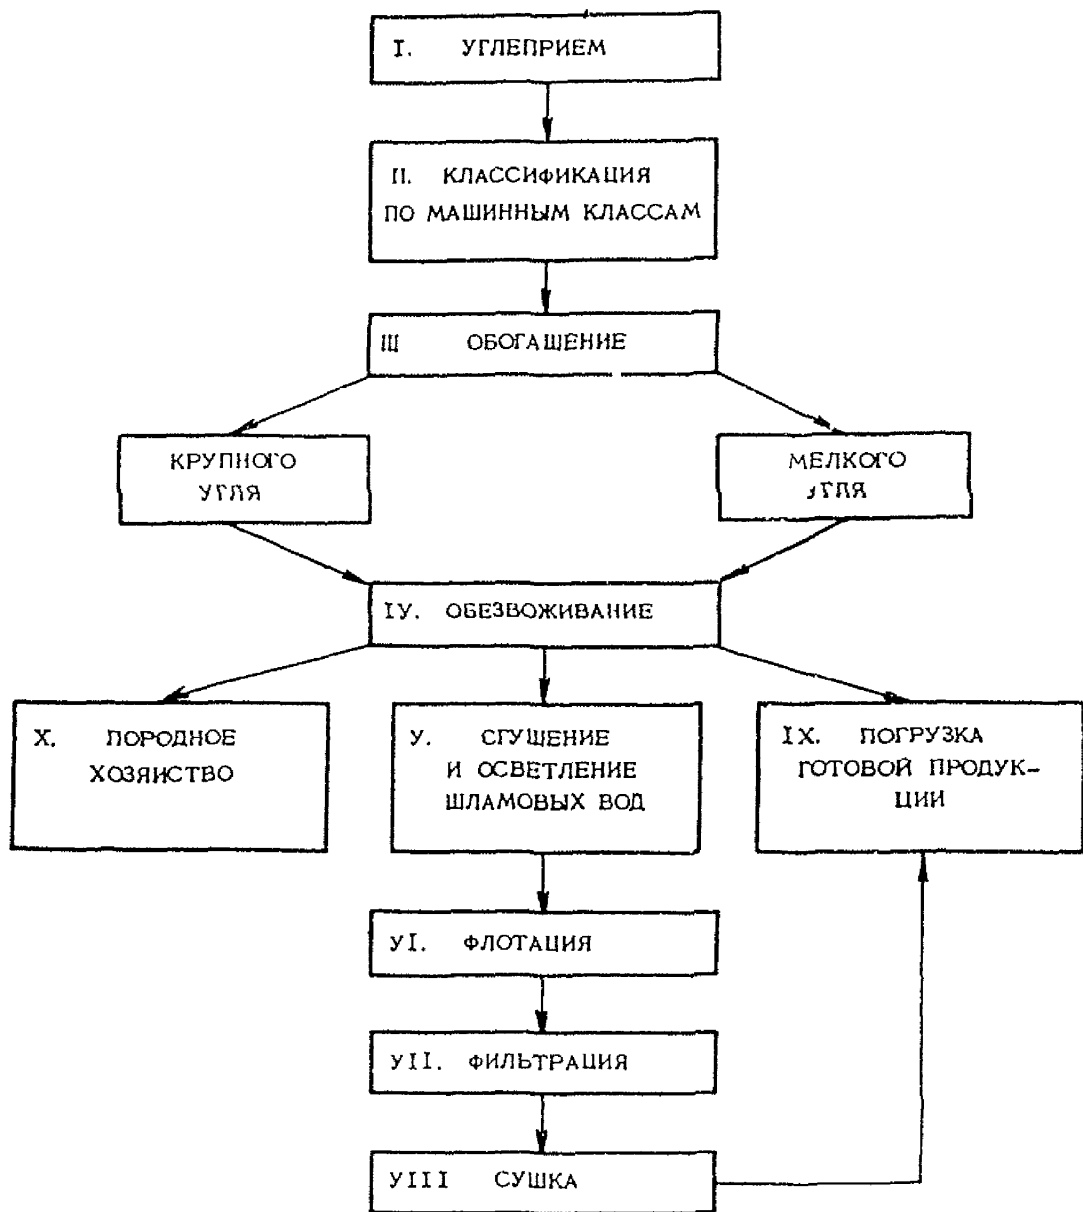 I. УГЛЕПРИЕМ
II. КЛАССИФИКАЦИЯ
ПО МАШИННЫМ КЛАССАМ
III ОБОГАЩЕНИЕ
КРУПНОГО
УГЛЯ
МЕЛКОГО
УГЛЯ
IУ. ОБЕЗВОЖИВАНИЕ
X. ПОРОДНОЕ
ХОЗЯЙСТВО
У. СГУЩЕНИЕ
И ОСВЕТЛЕНИЕ
ШЛАМОВЫХ ВОД
IX. ПОГРУЗКА
ГОТОВОЙ ПРОДУК-
ЦИИ
УI. ФЛОТАЦИЯ
УII. ФИЛЬТРАЦИЯ
УIII СУШКА